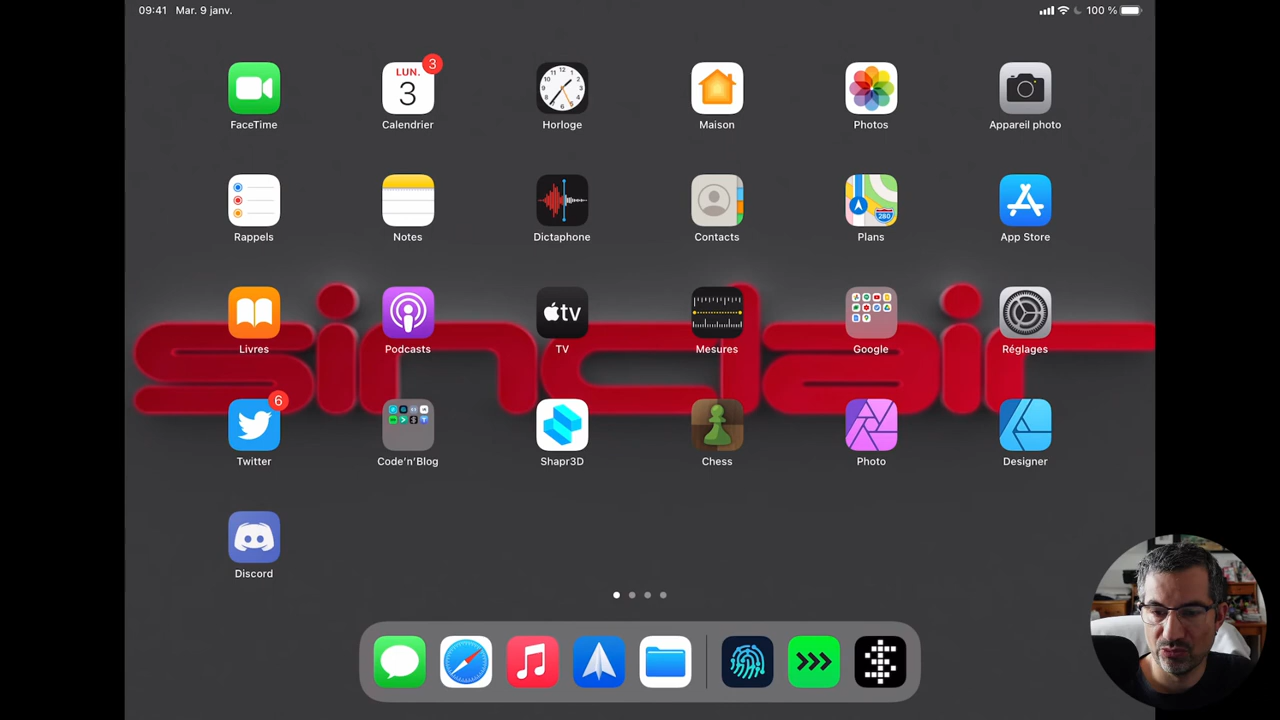 09:41 Mar. 9 janv.
100 %
LUN.
3
3
12
FaceTime
Calendrier
Horloge
Maison
Photos
Appareil photo
280
Rappels
Notes
Dictaphone
Contacts
Plans
App Store
sinclair
tv
Livres
Podcasts
TV
Mesures
Google
Réglages
6
Twitter
Code'n'Blog
Shapr3D
Chess
Photo
Designer
Discord